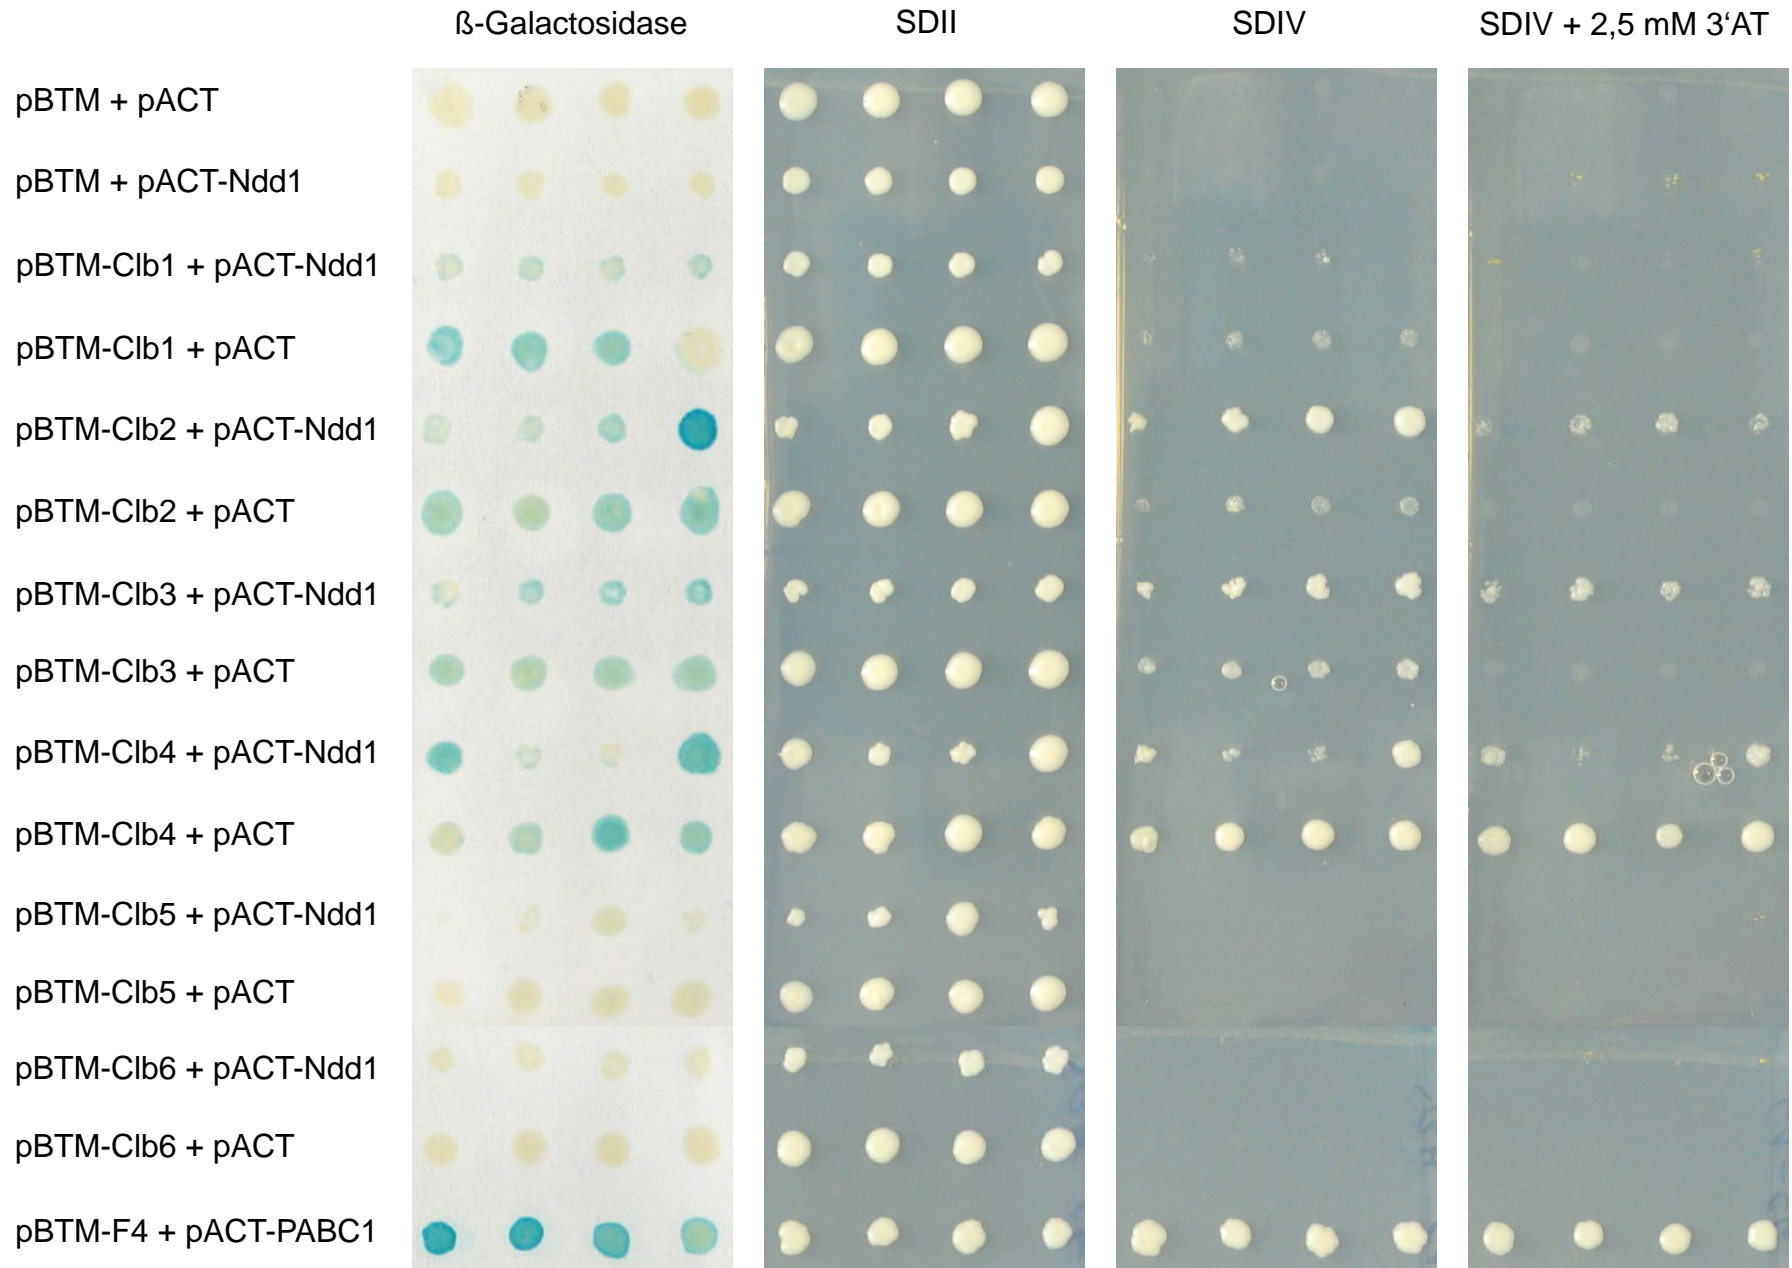 ß-Galactosidase SDII SDIV SDIV + 2,5 mM 3‘AT
pBTM + pACT
pBTM + pACT-Ndd1
pBTM-Clb1 + pACT-Ndd1
pBTM-Clb1 + pACT
pBTM-Clb2 + pACT-Ndd1
pBTM-Clb2 + pACT
pBTM-Clb3 + pACT-Ndd1
pBTM-Clb3 + pACT
pBTM-Clb4 + pACT-Ndd1
pBTM-Clb4 + pACT
pBTM-Clb5 + pACT-Ndd1
pBTM-Clb5 + pACT
pBTM-Clb6 + pACT-Ndd1
pBTM-Clb6 + pACT
pBTM-F4 + pACT-PABC1